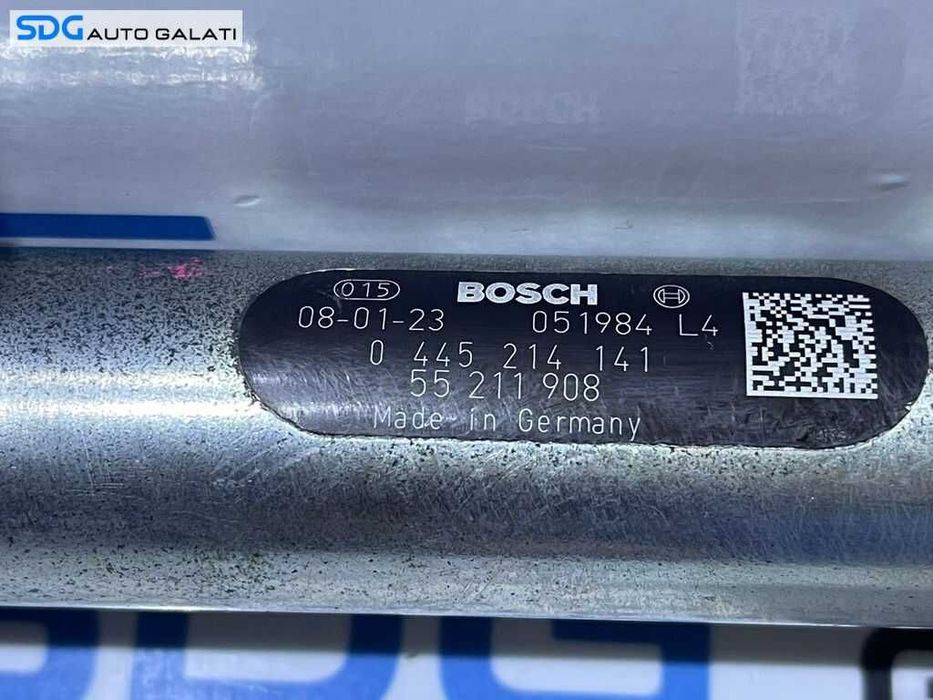 SDG AUTO GALATI
BOSCH
015 BOSCH
08-01-23 051984 L4
0 445 214 141
55 211 908
Made in Germany